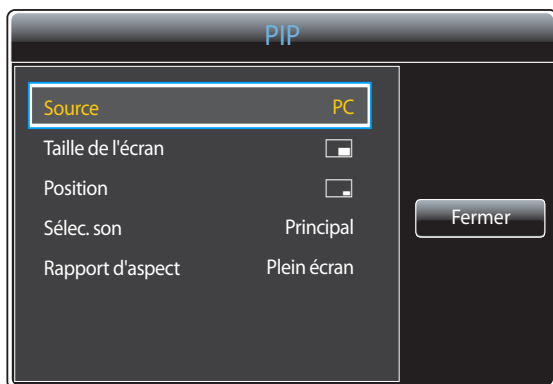 PIP
Source PC
Taille de l'écran
Position
Sélec. son Principal
Rapport d'aspect Plein écran
Fermer